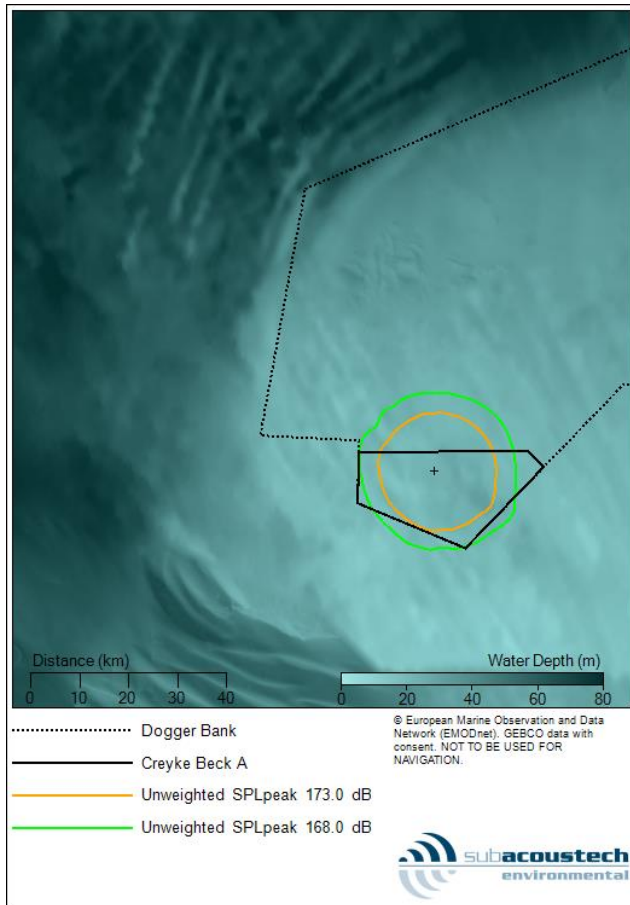 Distance (km)
0 10 20 30 40
Water Depth (m)
0 20 40 60 80
Dogger Bank
Creyke Beck A
Unweighted SPLpeak 173.0 dB
Unweighted SPLpeak 168.0 dB
© European Marine Observation and Data
Network (EMODnet). GEBCO data with
consent. NOT TO BE USED FOR
NAVIGATION.
subacoustech
environmental